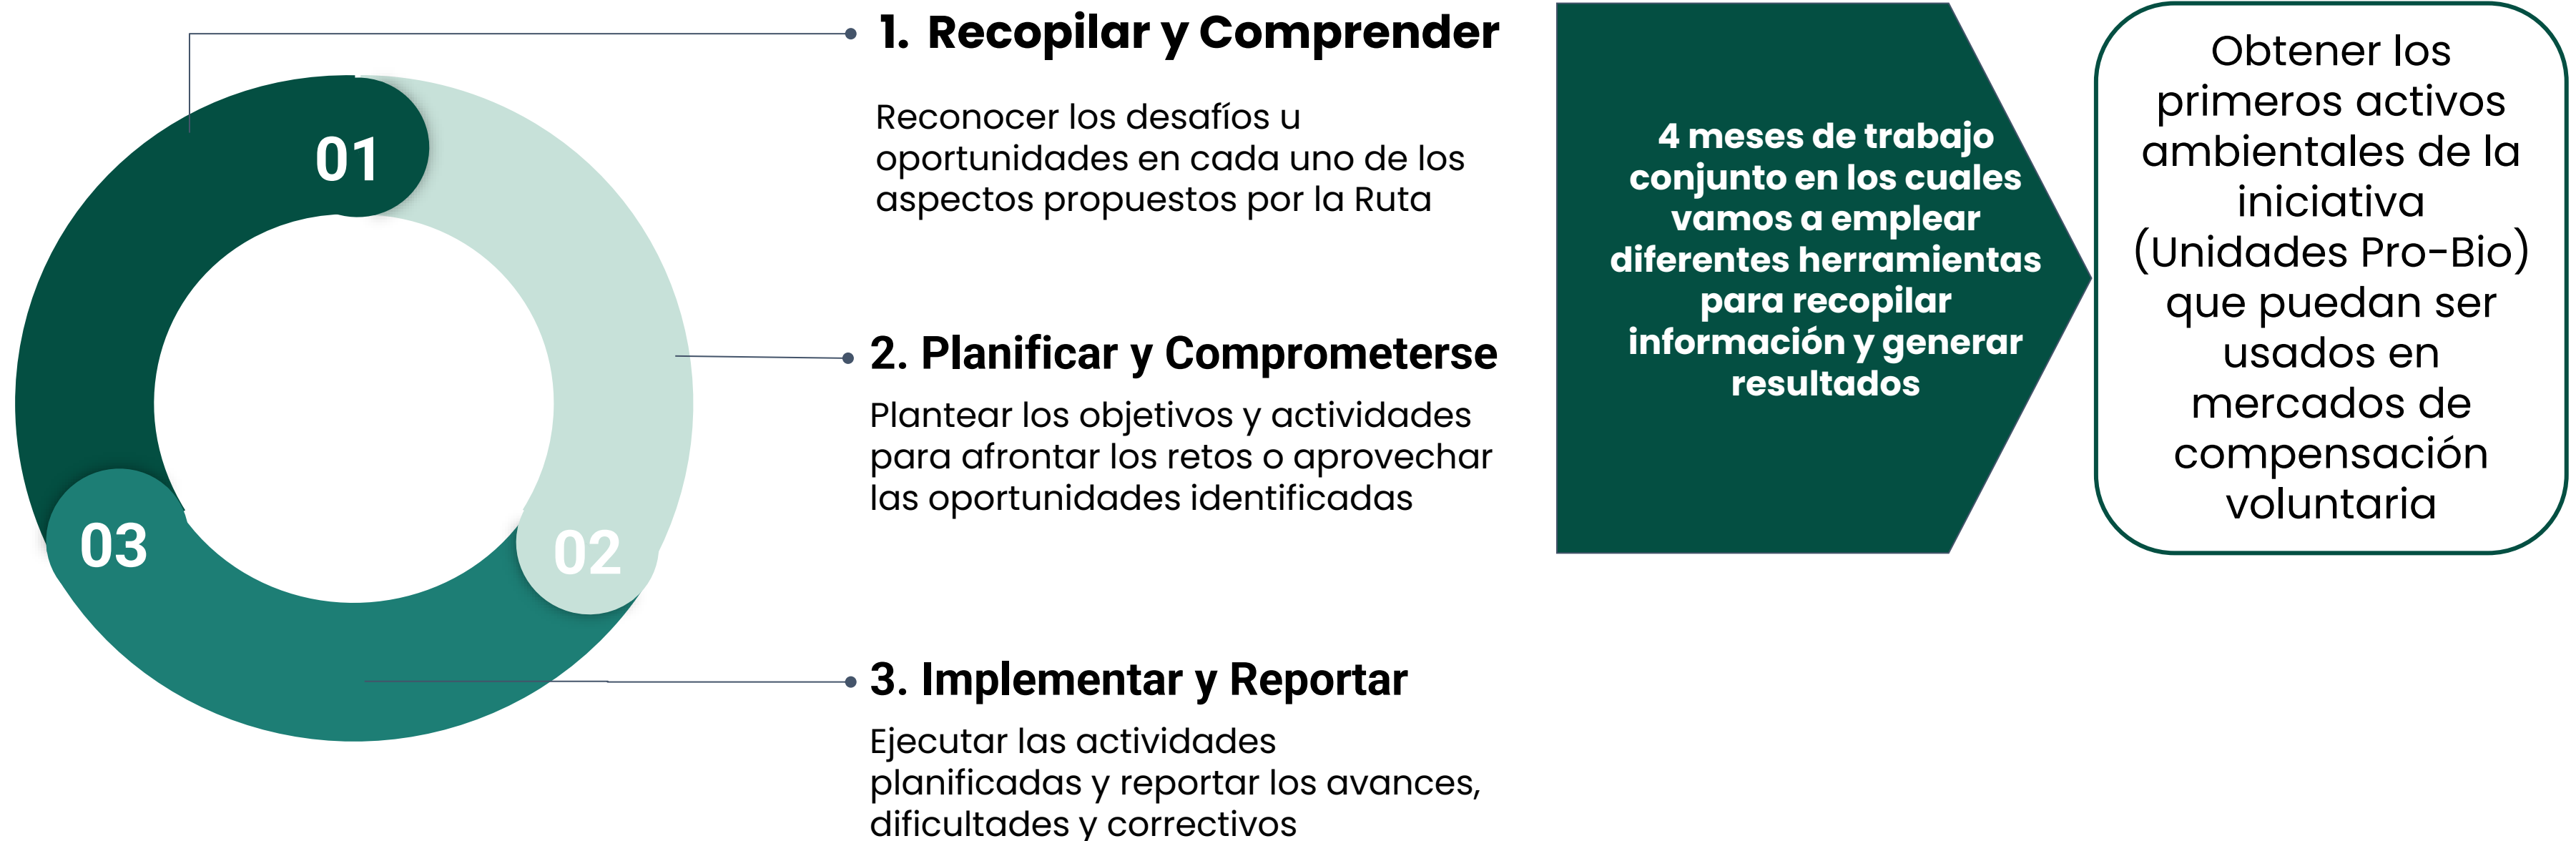 01
02
03
1. Recopilar y Comprender
Reconocer los desafíos u
oportunidades en cada uno de los
aspectos propuestos por la Ruta
2. Planificar y Comprometerse
Plantear los objetivos y actividades
para afrontar los retos o aprovechar
las oportunidades identificadas
3. Implementar y Reportar
Ejecutar las actividades
planificadas y reportar los avances,
dificultades y correctivos
4 meses de trabajo
conjunto en los cuales
vamos a emplear
diferentes herramientas
para recopilar
información y generar
resultados
Obtener los
primeros activos
ambientales de la
iniciativa
(Unidades Pro-Bio)
que puedan ser
usados en
mercados de
compensación
voluntaria